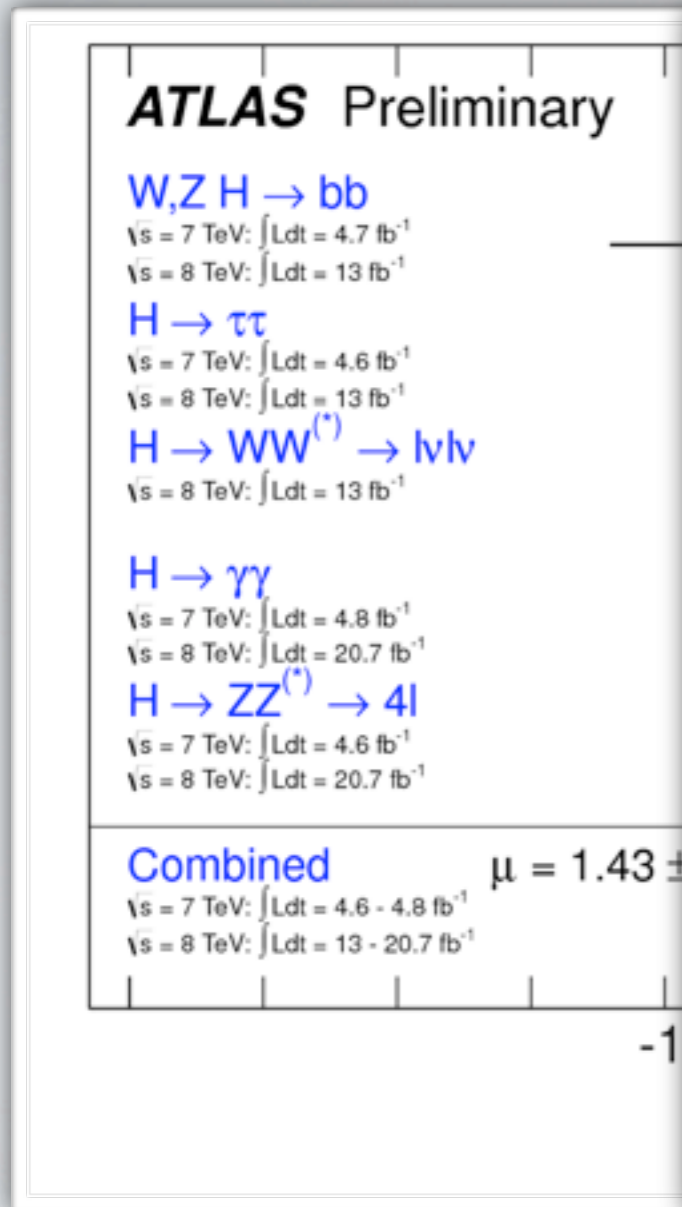 ATLAS Preliminary
W,Z H → bb
√s = 7 TeV: ∫Ldt = 4.7 fb⁻¹
√s = 8 TeV: ∫Ldt = 13 fb⁻¹
H → ττ
√s = 7 TeV: ∫Ldt = 4.6 fb⁻¹
√s = 8 TeV: ∫Ldt = 13 fb⁻¹
H → WW⁽*⁾ → lνlν
√s = 8 TeV: ∫Ldt = 13 fb⁻¹
H → γγ
√s = 7 TeV: ∫Ldt = 4.8 fb⁻¹
√s = 8 TeV: ∫Ldt = 20.7 fb⁻¹
H → ZZ⁽*⁾ → 4l
√s = 7 TeV: ∫Ldt = 4.6 fb⁻¹
√s = 8 TeV: ∫Ldt = 20.7 fb⁻¹
Combined μ = 1.43 ±
√s = 7 TeV: ∫Ldt = 4.6 - 4.8 fb⁻¹
√s = 8 TeV: ∫Ldt = 13 - 20.7 fb⁻¹
-1